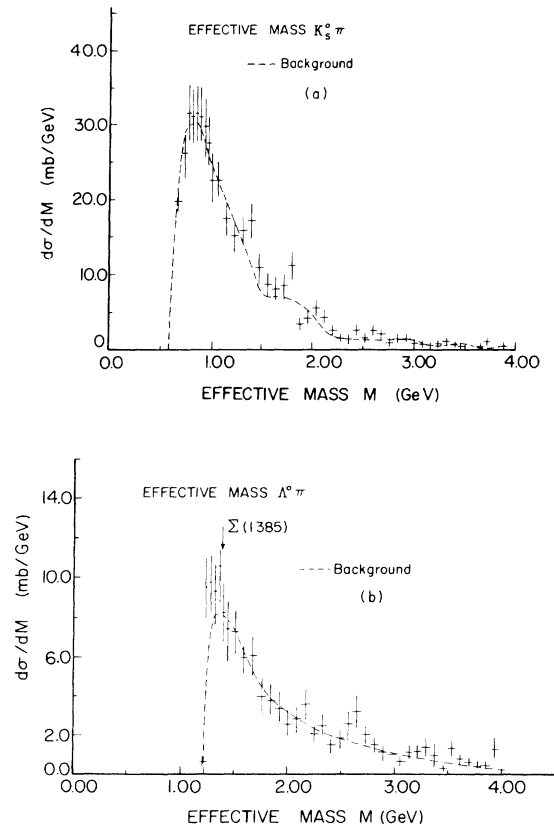 EFFECTIVE MASS K°ₛ π
--- Background
(a)
40.0
30.0
20.0
10.0
0
dσ/dM (mb/GeV)
0.0 1.00 2.00 3.00 4.00
EFFECTIVE MASS M (GeV)
EFFECTIVE MASS Λ° π
Σ(1385)
--- Background
(b)
14.0
10.0
6.0
2.0
0.0
dσ/dM (mb/GeV)
0.0 1.00 2.00 3.00 4.0
EFFECTIVE MASS M (GeV)